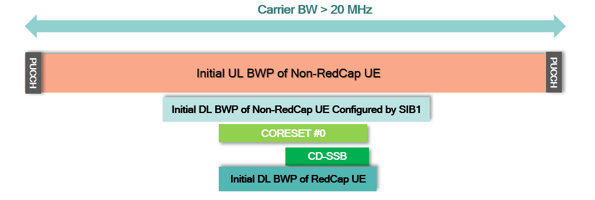 Carrier BW > 20 MHz
PUCCH
Initial UL BWP of Non-RedCap UE
PUCCH
Initial DL BWP of Non-RedCap UE Configured by SIB1
CORESET #0
CD-SSB
Initial DL BWP of RedCap UE